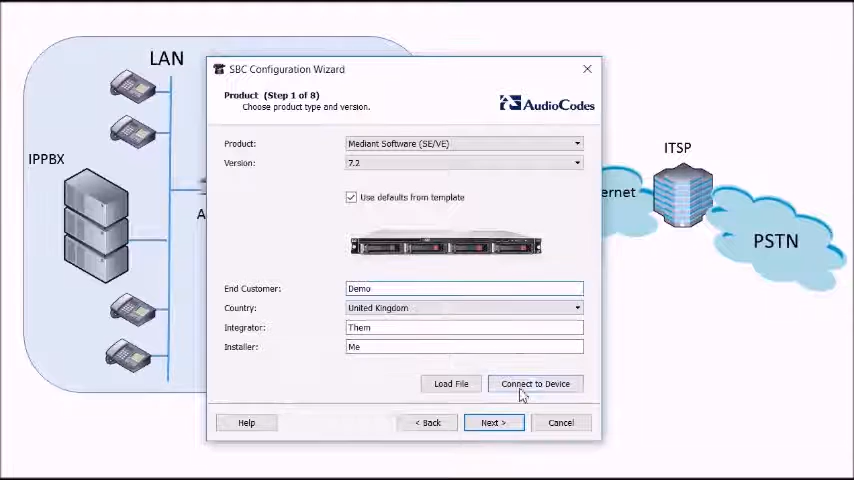 LAN
SBC Configuration Wizard
Product (Step 1 of 8)
Choose product type and version.
AudioCodes
Product:
Mediant Software (SE/VE)
Version:
7.2
Use defaults from template
IPPBX
A
ernet
ITSP
PSTN
End Customer:
Demo
Country:
United Kingdom
Integrator:
Them
Installer:
Me
Load File
Connect to Device
Help
< Back
Next >
Cancel